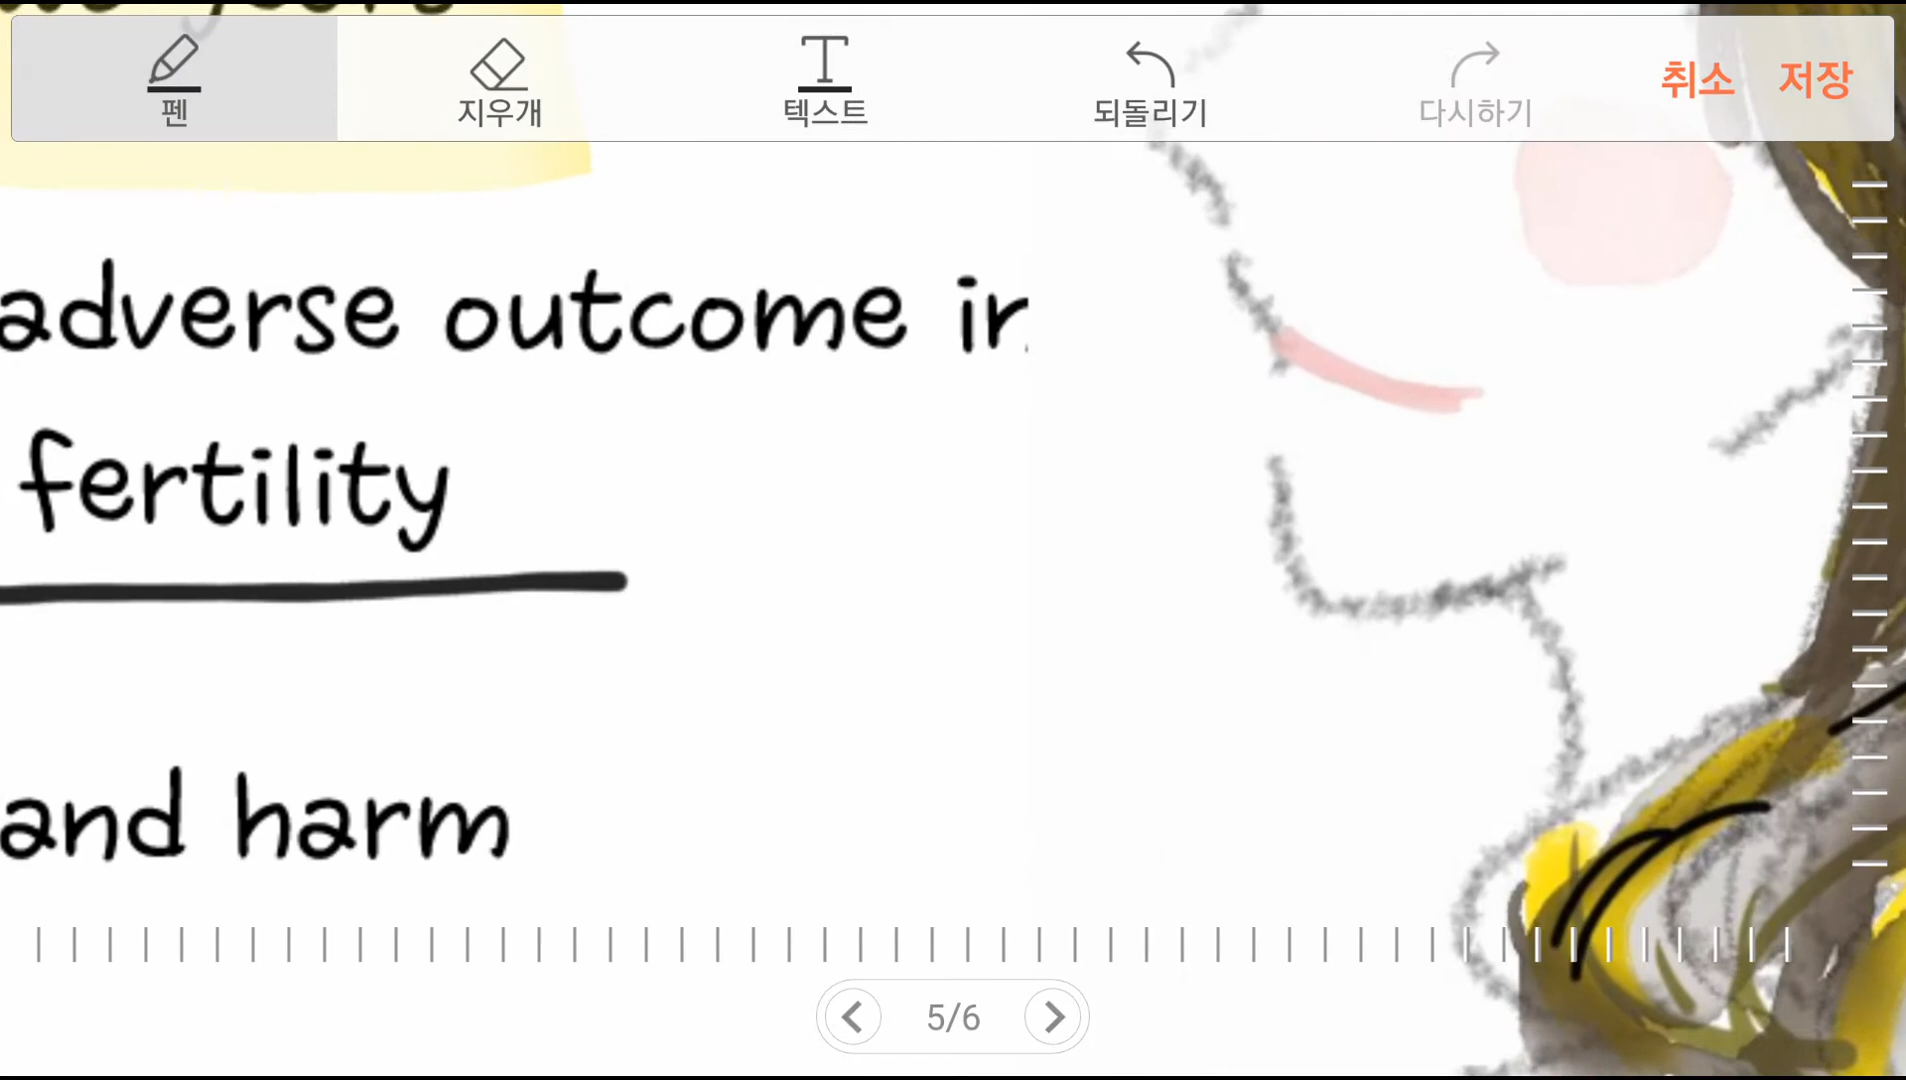 펜
지우개
텍스트
되돌리기
다시하기
취소
저장
adverse outcome in
fertility
and harm
5/6